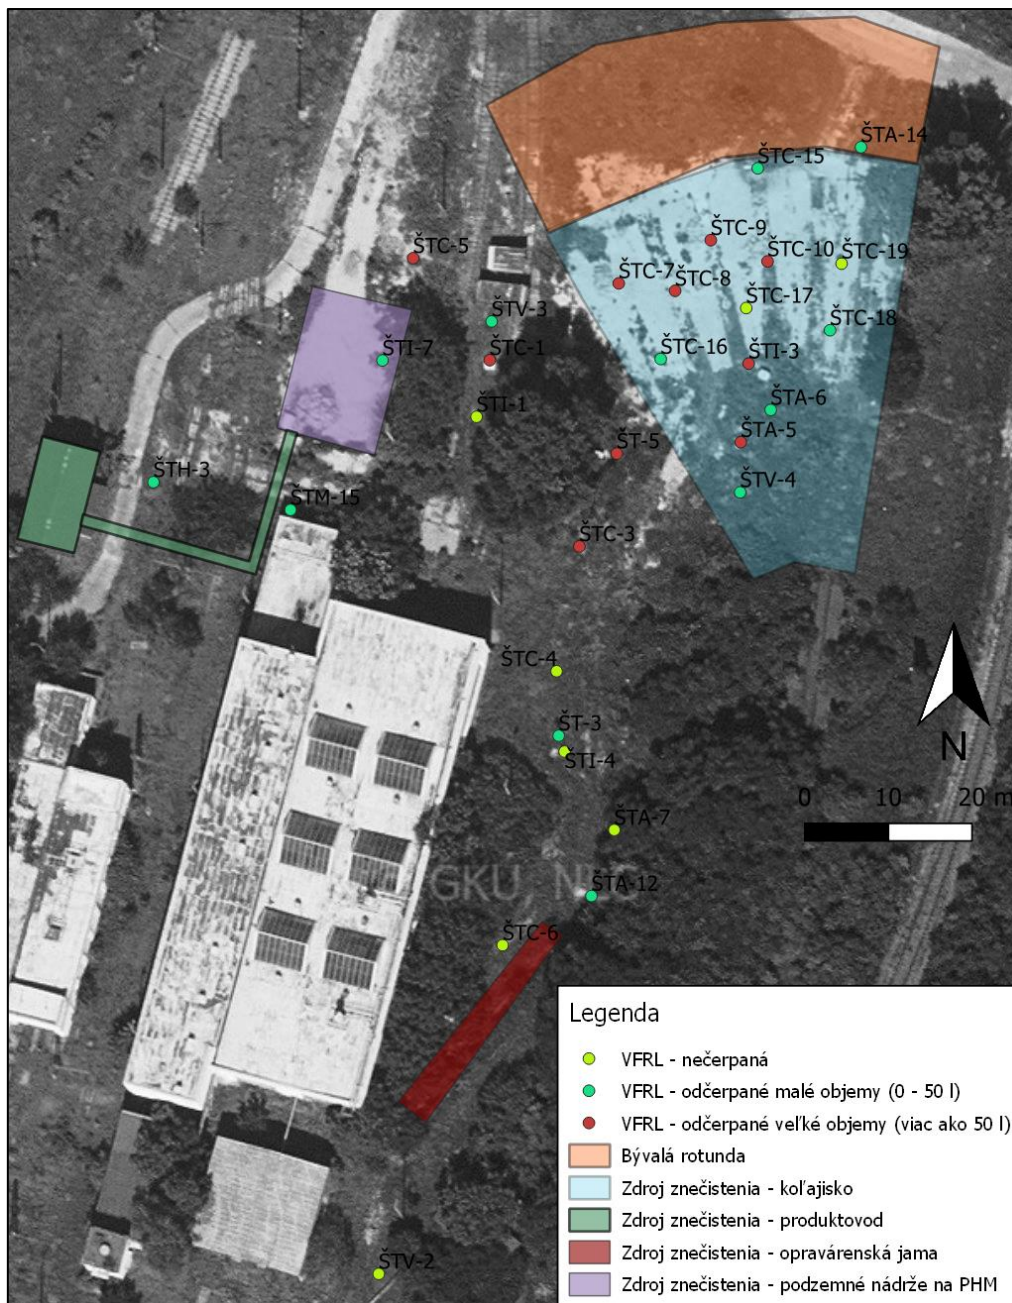 ŠTA-14
ŠTC-15
ŠTC-9
ŠTC-10
ŠTC-19
ŠTC-5
ŠTC-7
ŠTC-8
ŠTC-17
ŠTV-3
ŠTC-18
ŠTI-7
ŠTC-1
ŠTC-16
ŠTI-3
ŠTI-1
ŠTA-6
ŠT-5
ŠTA-5
ŠTH-3
ŠTM-15
ŠTV-4
ŠTC-3
ŠTC-4
ŠT-3
ŠTI-4
N
0 10 20 m
ŠTA-7
GKU, NLC
ŠTA-12
ŠTC-6
ŠTV-2
Legenda
VFRL - nečerpaná
VFRL - odčerpané malé objemy (0 - 50 l)
VFRL - odčerpané veľké objemy (viac ako 50 l)
Bývalá rotunda
Zdroj znečistenia - koľajisko
Zdroj znečistenia - produktovod
Zdroj znečistenia - opravárenská jama
Zdroj znečistenia - podzemné nádrže na PHM